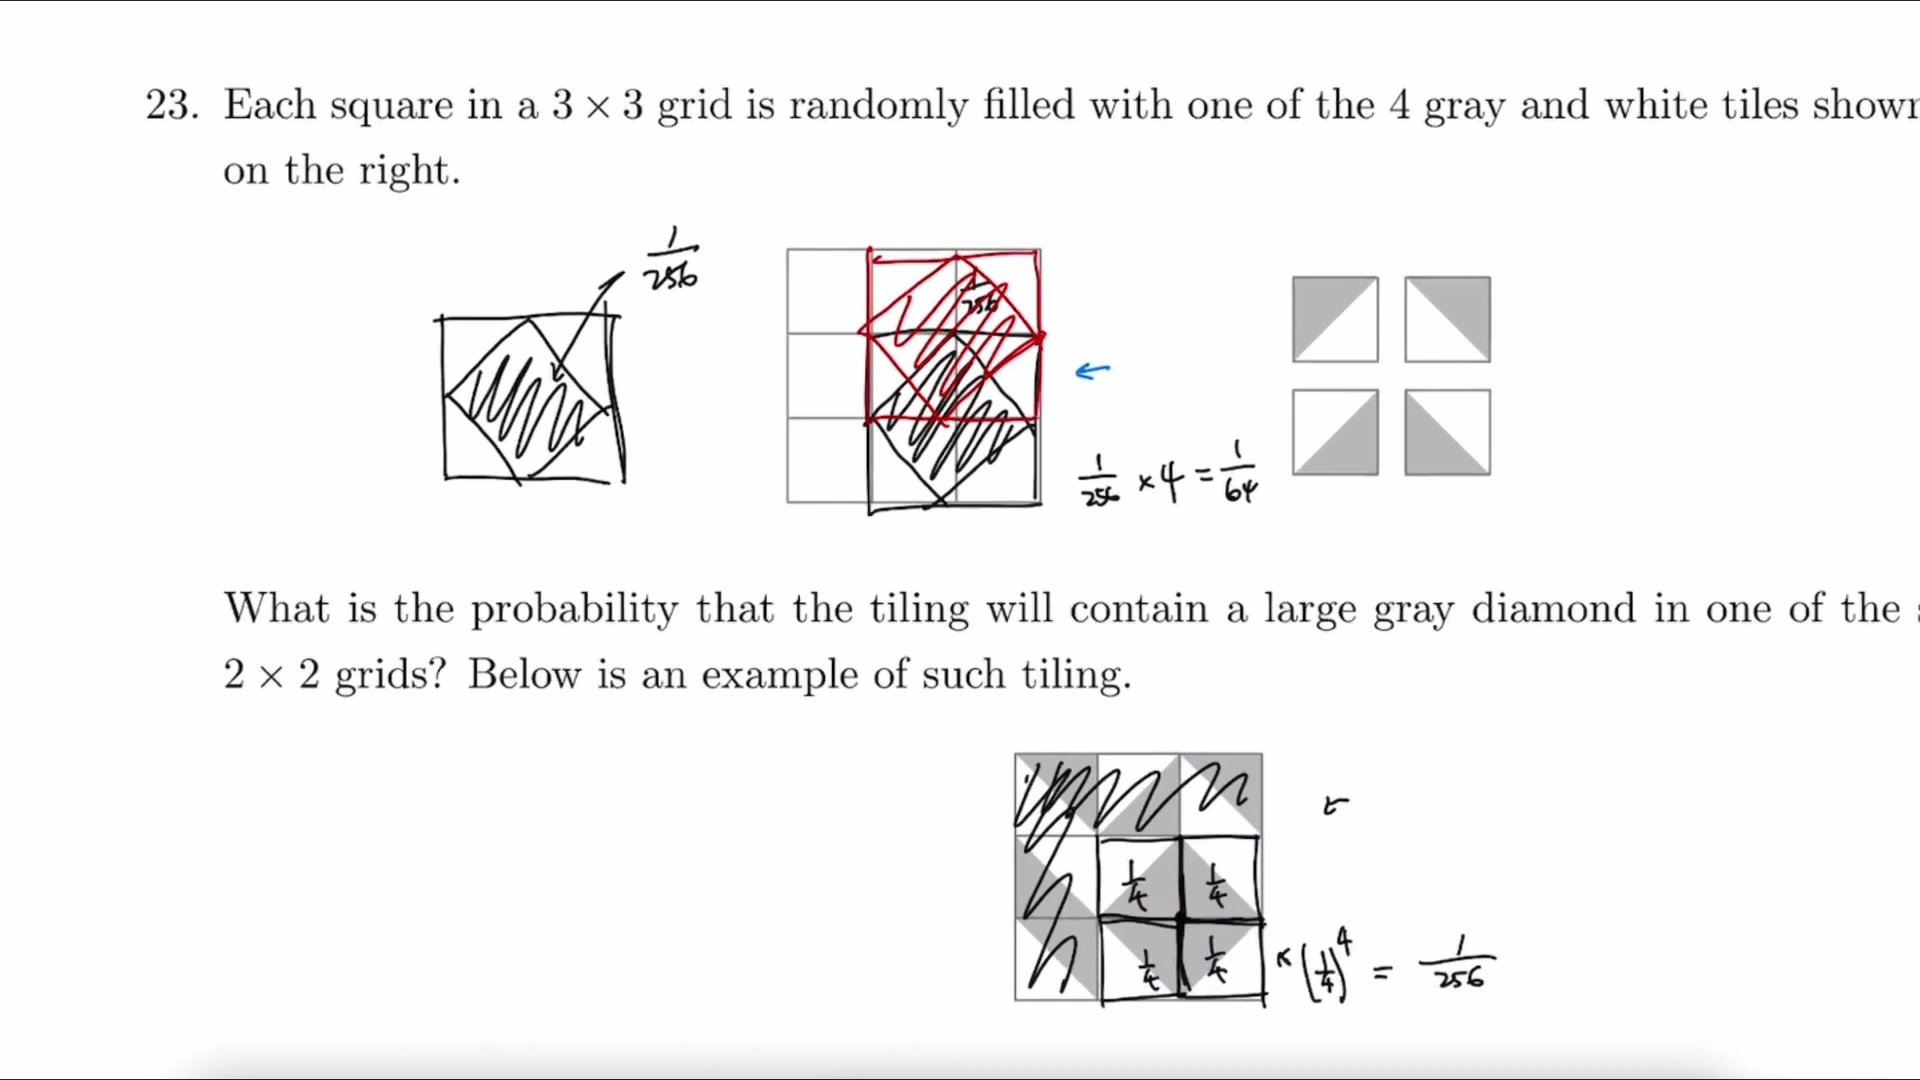 23. Each square in a 3 × 3 grid is randomly filled with one of the 4 gray and white tiles shown
on the right.
1/256
1/256
1/256 × 4 = 1/64
What is the probability that the tiling will contain a large gray diamond in one of the
2 × 2 grids? Below is an example of such tiling.
1/4 1/4
1/4 1/4
(1/4)^4 = 1/256